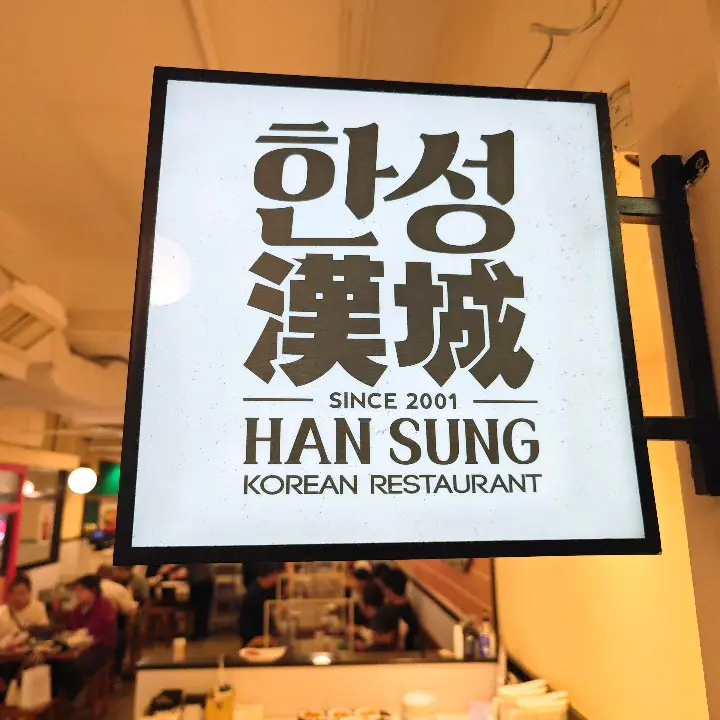 한성
漢城
SINCE 2001
HAN SUNG
KOREAN RESTAURANT